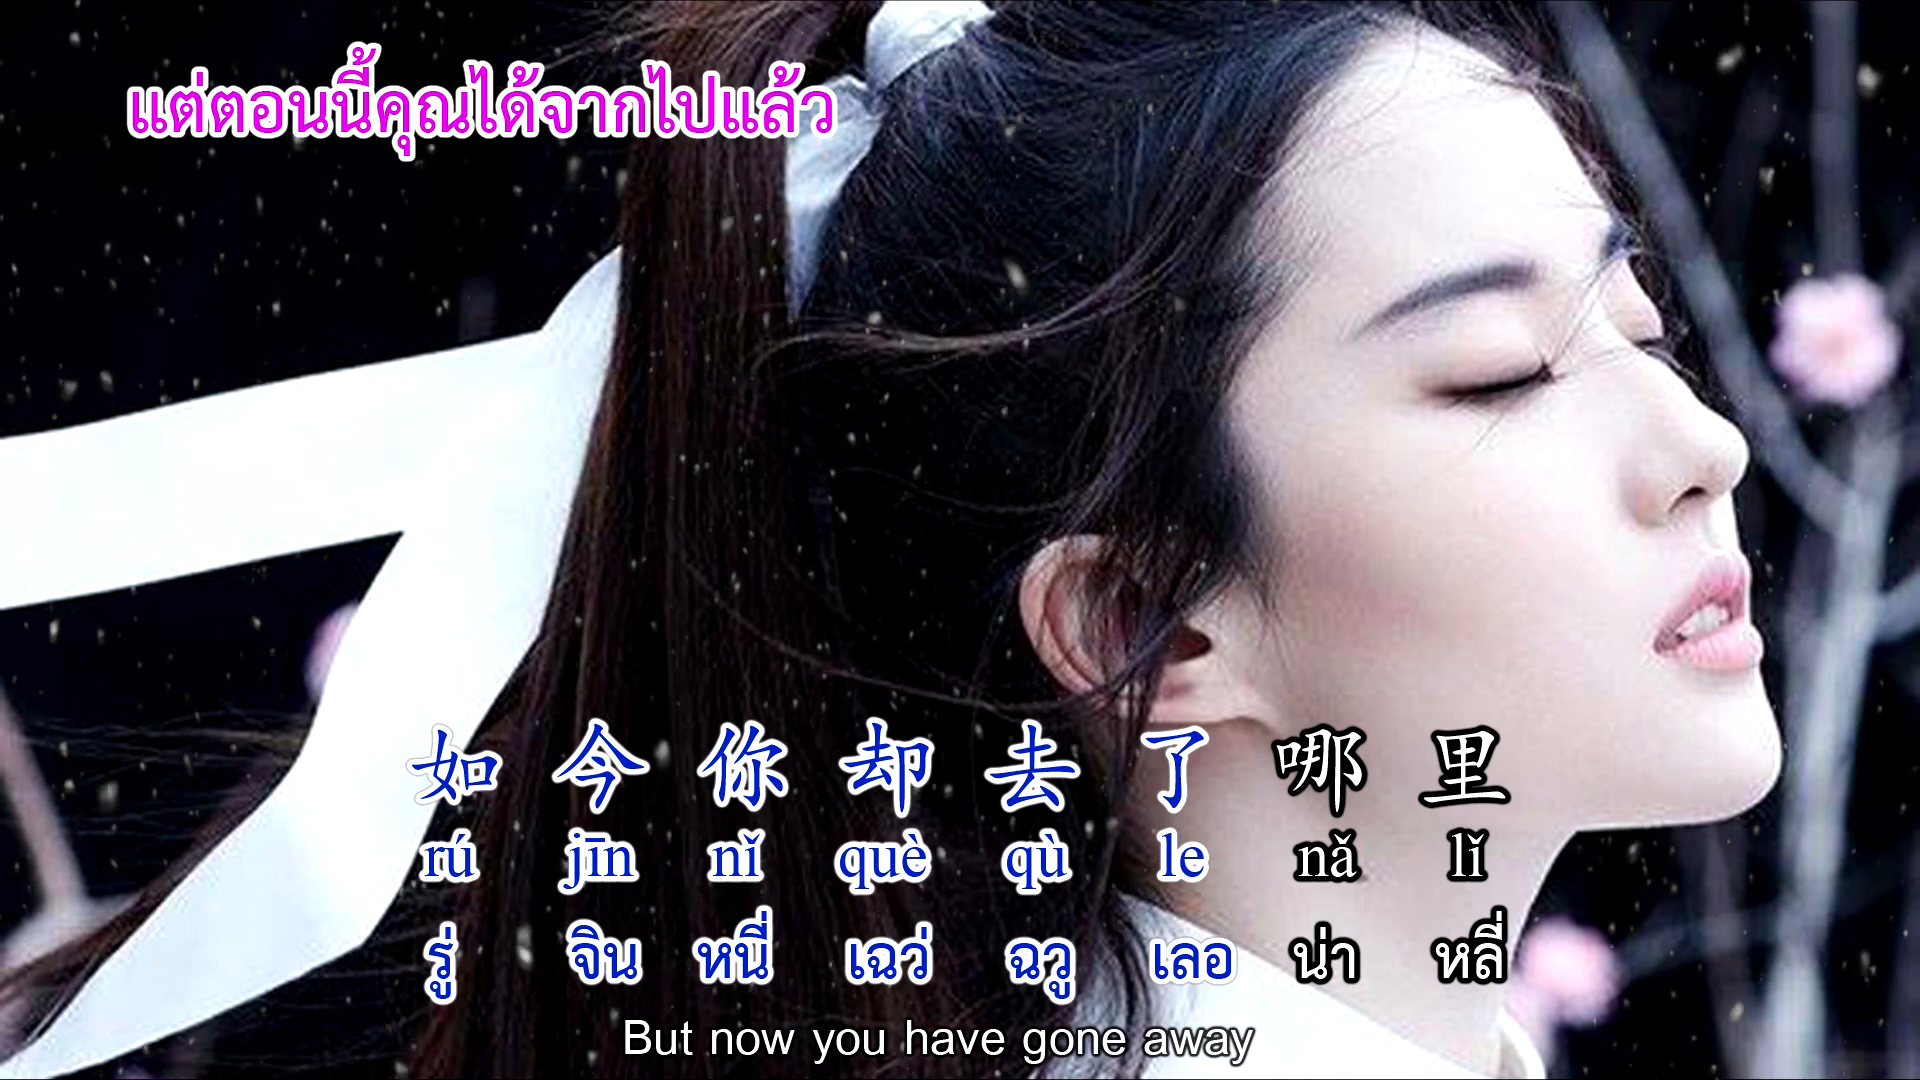 แต่ตอนนี้คุณได้จากไปแล้ว
如 今 你 却 去 了 哪 里
rú jīn nǐ què qù le nǎ lǐ
รู่ จิน หนี่ เฉว่ ฉวู เลอ น่า หลี่
But now you have gone away